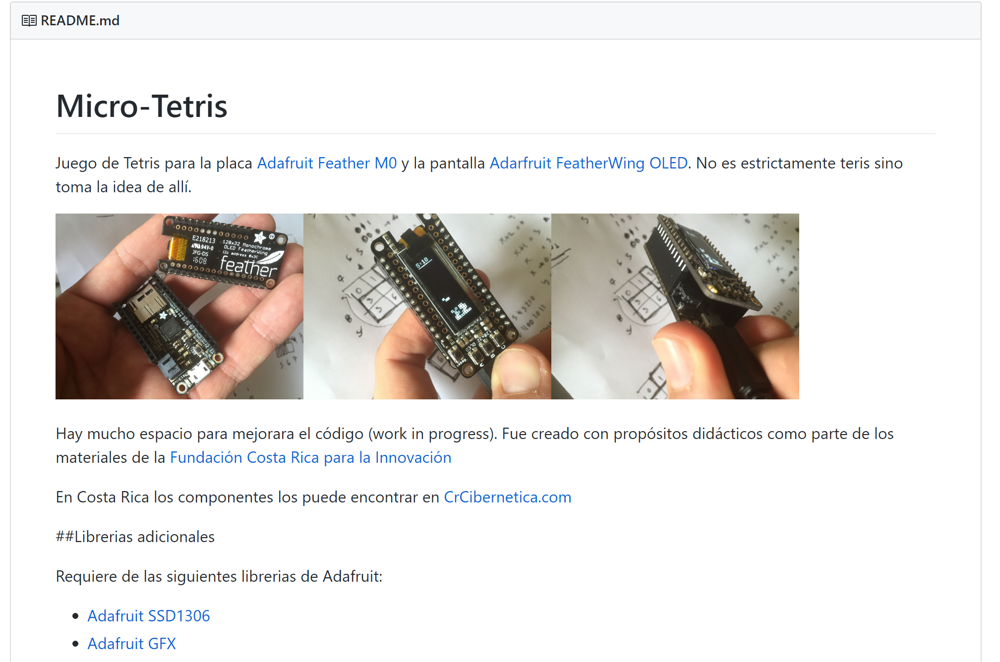 README.md
Micro-Tetris
Juego de Tetris para la placa Adafruit Feather M0 y la pantalla Adarfruit FeatherWing OLED. No es estrictamente teris sino
toma la idea de allí.
E218213
94V-0
JFG-DS
1608
128x32 Monochrome
OLED FeatherWing
i2c address 0x3C
feather
S:10
Reset
A
B
C
128x32 OLED
FeatherWing
543210
Hay mucho espacio para mejorara el código (work in progress). Fue creado con propósitos didácticos como parte de los
materiales de la Fundación Costa Rica para la Innovación
En Costa Rica los componentes los puede encontrar en CrCibernetica.com
##Librerias adicionales
Requiere de las siguientes librerias de Adafruit:
Adafruit SSD1306
Adafruit GFX